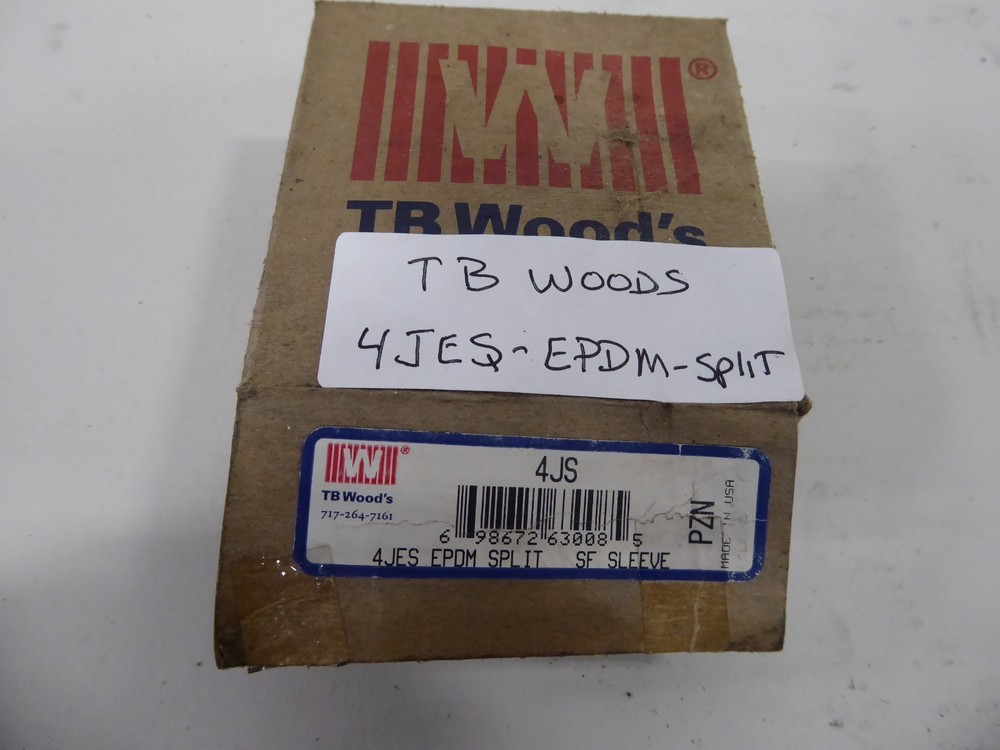 ®
TB Wood's
TB WOODS
4JES-EPDM-SplIT
W®
TB Wood's
717-264-7161
4JS
6 98672 63008 5
4JES EPDM SPLIT SF SLEEVE
PZN
MADE IN USA